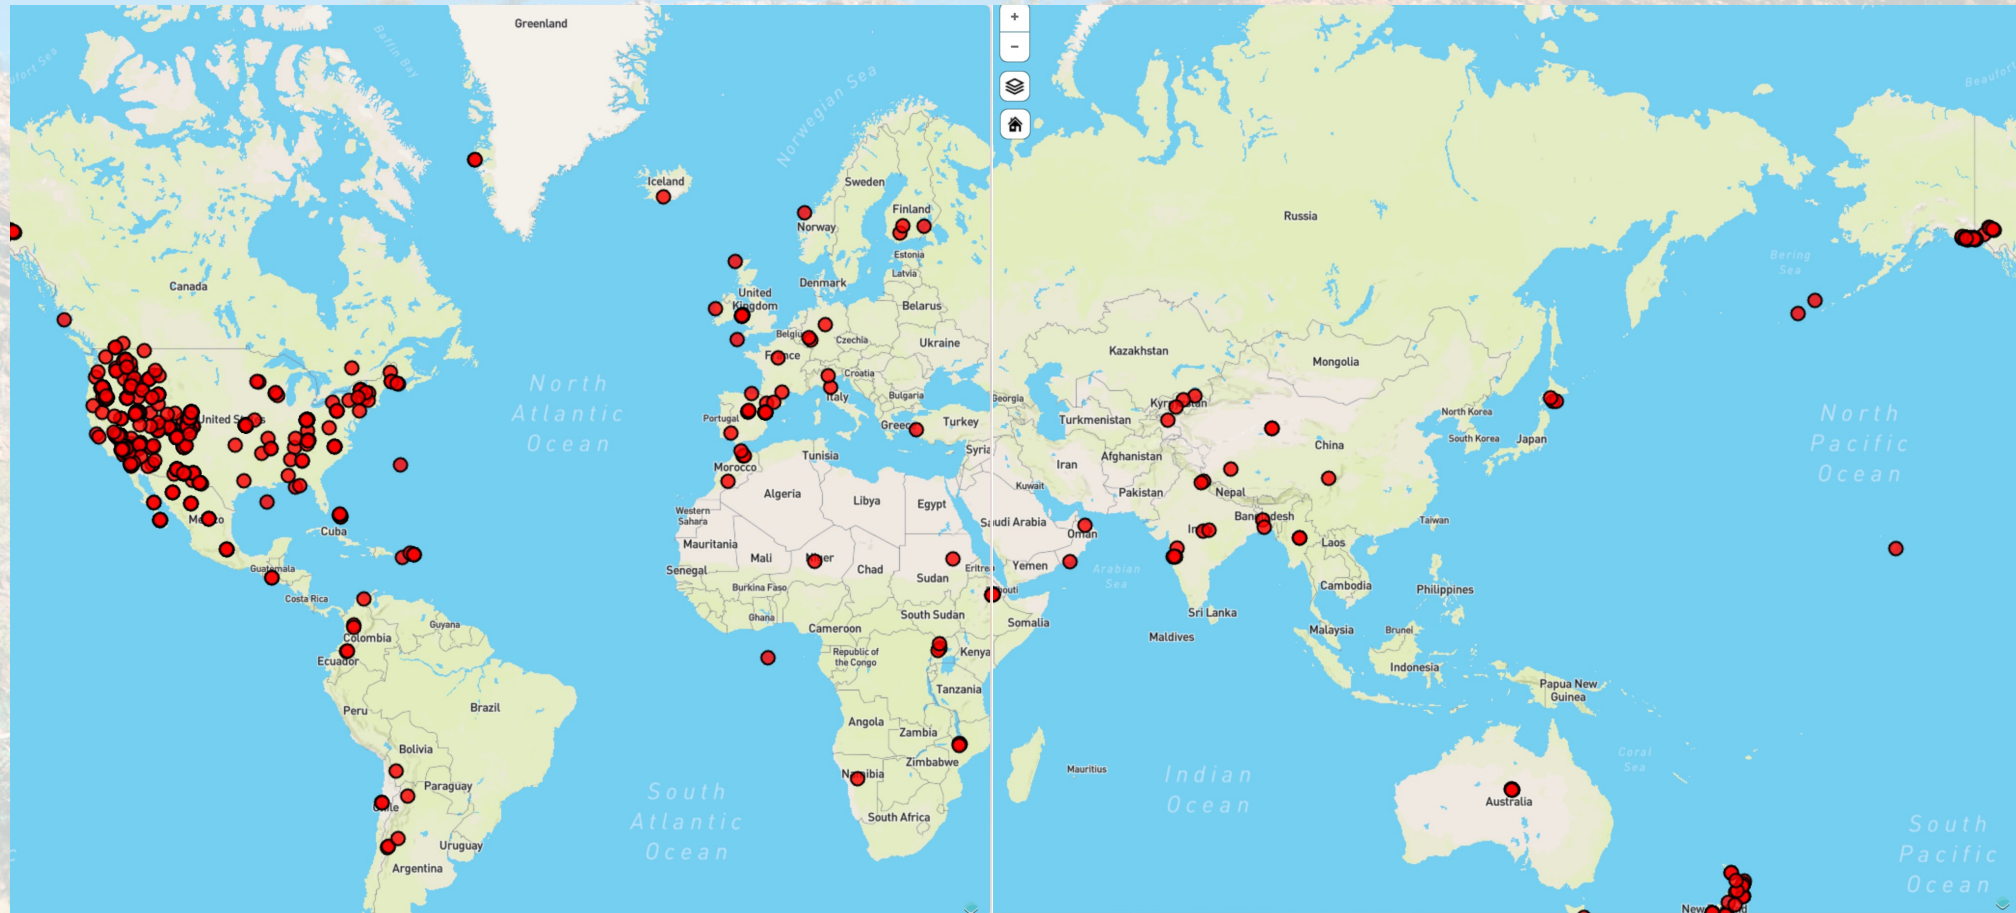 Greenland
Baffin Bay
Norwegian Sea
Iceland
Sweden
Finland
Norway
Estonia
Latvia
Denmark
United
Kingdom
Belarus
Canada
Czechia
Ukraine
Croatia
Italy
Bulgaria
Portugal
Turkey
North
Atlantic
Ocean
Tunisia
Morocco
Algeria
Libya
Egypt
Western
Sahara
Mauritania
Mali
Chad
Senegal
Burkina Faso
Sudan
Ghana
South Sudan
Cameroon
Republic of
the Congo
Kenya
Tanzania
Angola
Zambia
Zimbabwe
South Africa
Cuba
Guatemala
Costa Rica
Guyana
Colombia
Ecuador
Peru
Brazil
Bolivia
Paraguay
Uruguay
Argentina
South
Atlantic
Ocean
+
−
Russia
Beaufort
Bering
Sea
Kazakhstan
Mongolia
Georgia
Turkmenistan
North Korea
South Korea
Japan
China
Syria
Iran
Afghanistan
Kuwait
Pakistan
Nepal
Saudi Arabia
Oman
Taiwan
Laos
Yemen
Arabian
Sea
Cambodia
Philippines
Somalia
Sri Lanka
Maldives
Malaysia
Brunei
Indonesia
Papua New
Guinea
North
Pacific
Ocean
Mauritius
Indian
Ocean
Coral
Sea
Australia
South
Pacific
Ocean